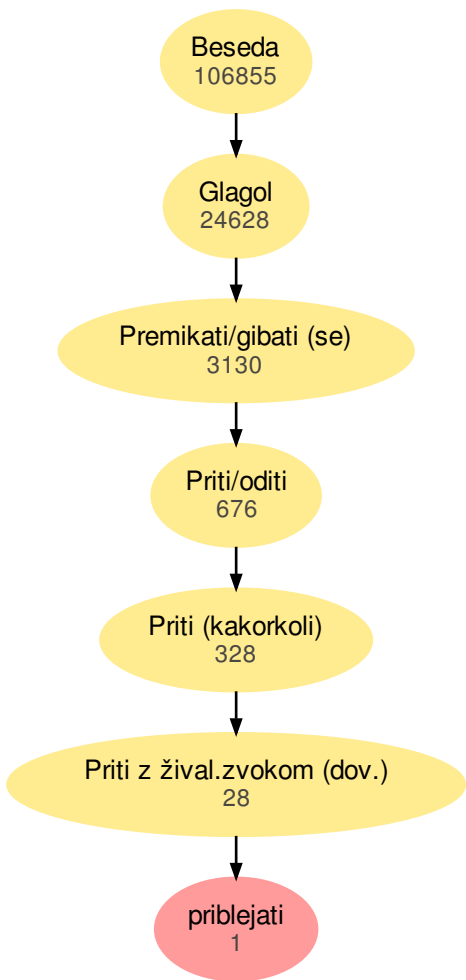 Beseda
106855
Glagol
24628
Premikati/gibati (se)
3130
Priti/oditi
676
Priti (kakorkoli)
328
Priti z žival.zvokom (dov.)
28
priblejati
1